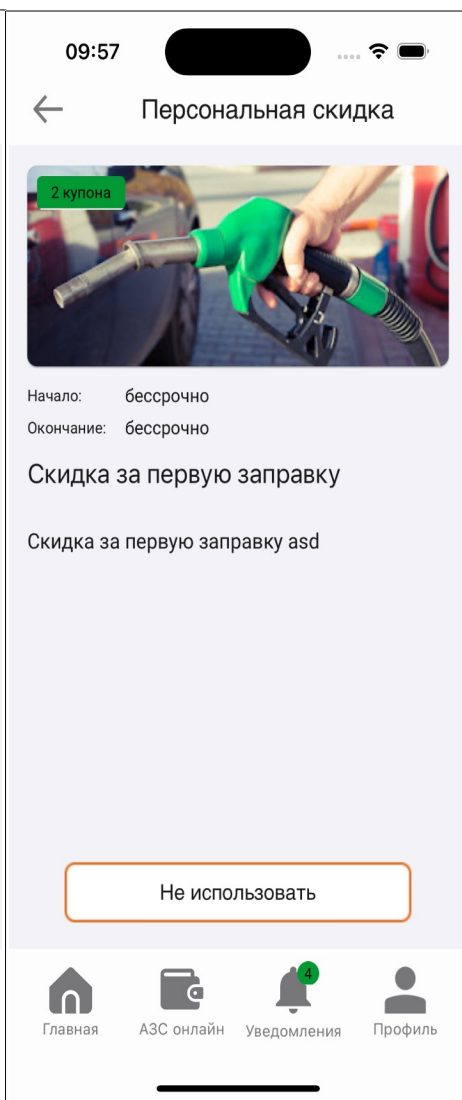 09:57
Персональная скидка
2 купона
Начало: бессрочно
Окончание: бессрочно
Скидка за первую заправку
Скидка за первую заправку asd
Не использовать
4
Главная АЗС онлайн Уведомления Профиль